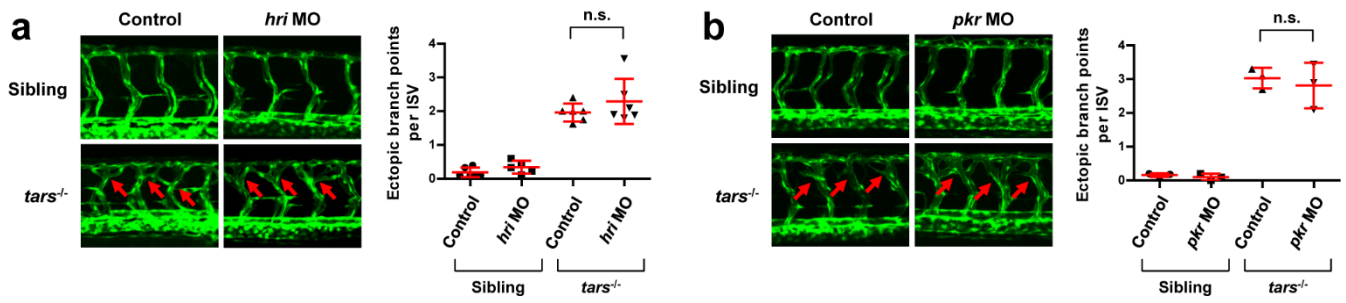 a
Control
hri MO
Sibling
tars-/-
Ectopic branch points
per ISV
4
3
2
1
0
n.s.
Control
hri MO
Control
hri MO
Sibling
tars-/-
b
Control
pkr MO
Sibling
tars-/-
Ectopic branch points
per ISV
4
3
2
1
0
n.s.
Control
pkr MO
Control
pkr MO
Sibling
tars-/-